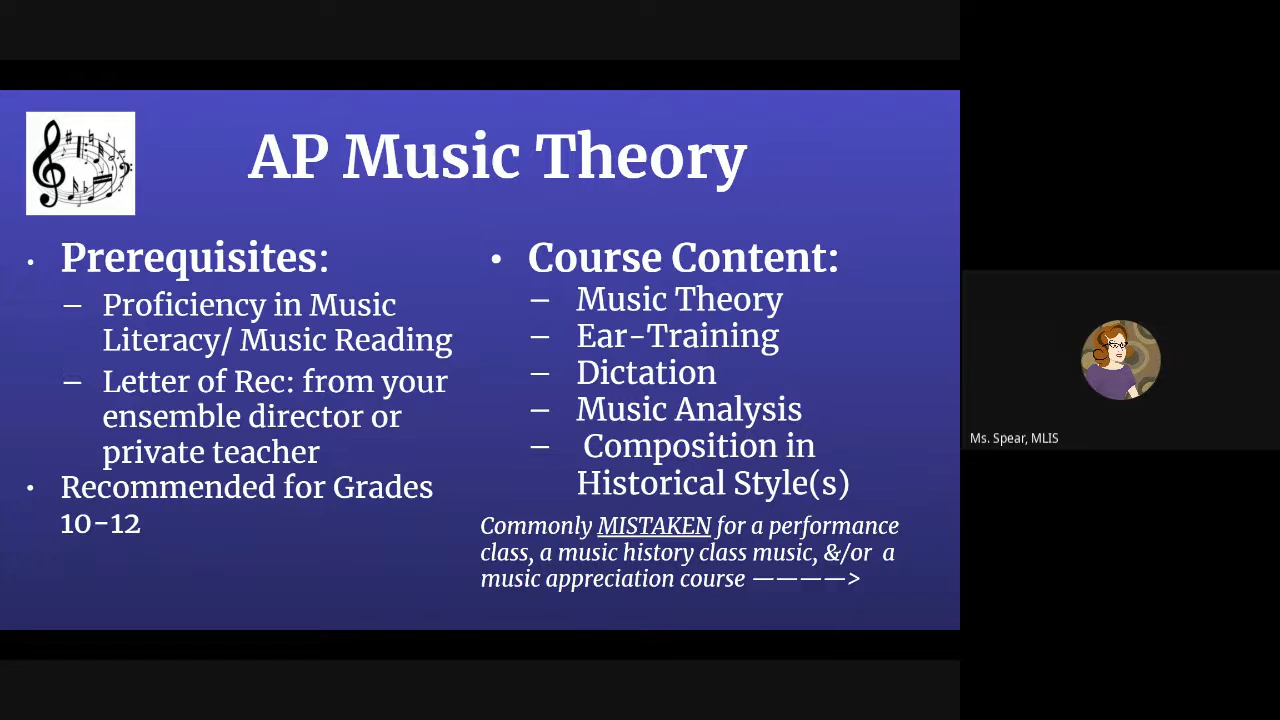 AP Music Theory
· Prerequisites:
– Proficiency in Music
Literacy/ Music Reading
– Letter of Rec: from your
ensemble director or
private teacher
· Recommended for Grades
10-12
• Course Content:
– Music Theory
– Ear-Training
– Dictation
– Music Analysis
– Composition in
Historical Style(s)
Commonly MISTAKEN for a performance
class, a music history class music, &/or a
music appreciation course ————>
Ms. Spear, MLIS